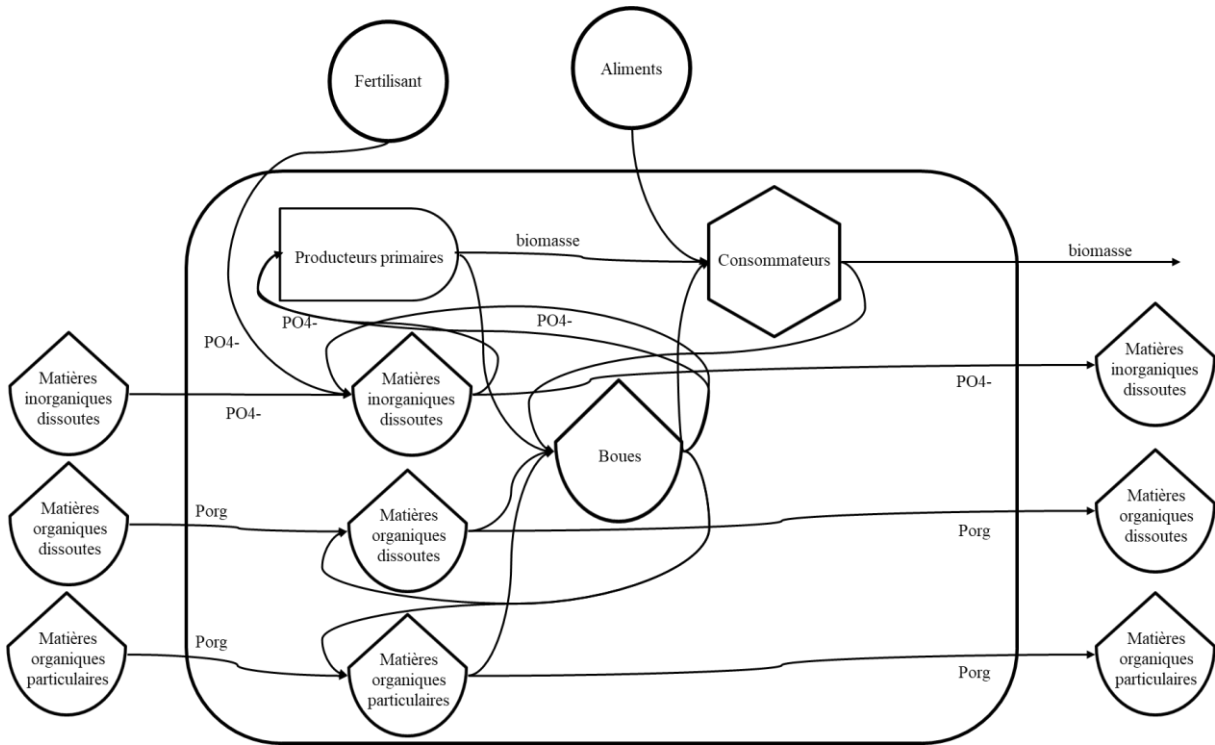 Fertilisant
Aliments
Producteurs primaires
biomasse
Consommateurs
biomasse
PO4-
PO4-
PO4-
Matières
inorganiques
dissoutes
PO4-
Matières
inorganiques
dissoutes
PO4-
Matières
inorganiques
dissoutes
Boues
Matières
organiques
dissoutes
Porg
Matières
organiques
dissoutes
Porg
Matières
organiques
dissoutes
Matières
organiques
particulaires
Porg
Matières
organiques
particulaires
Porg
Matières
organiques
particulaires